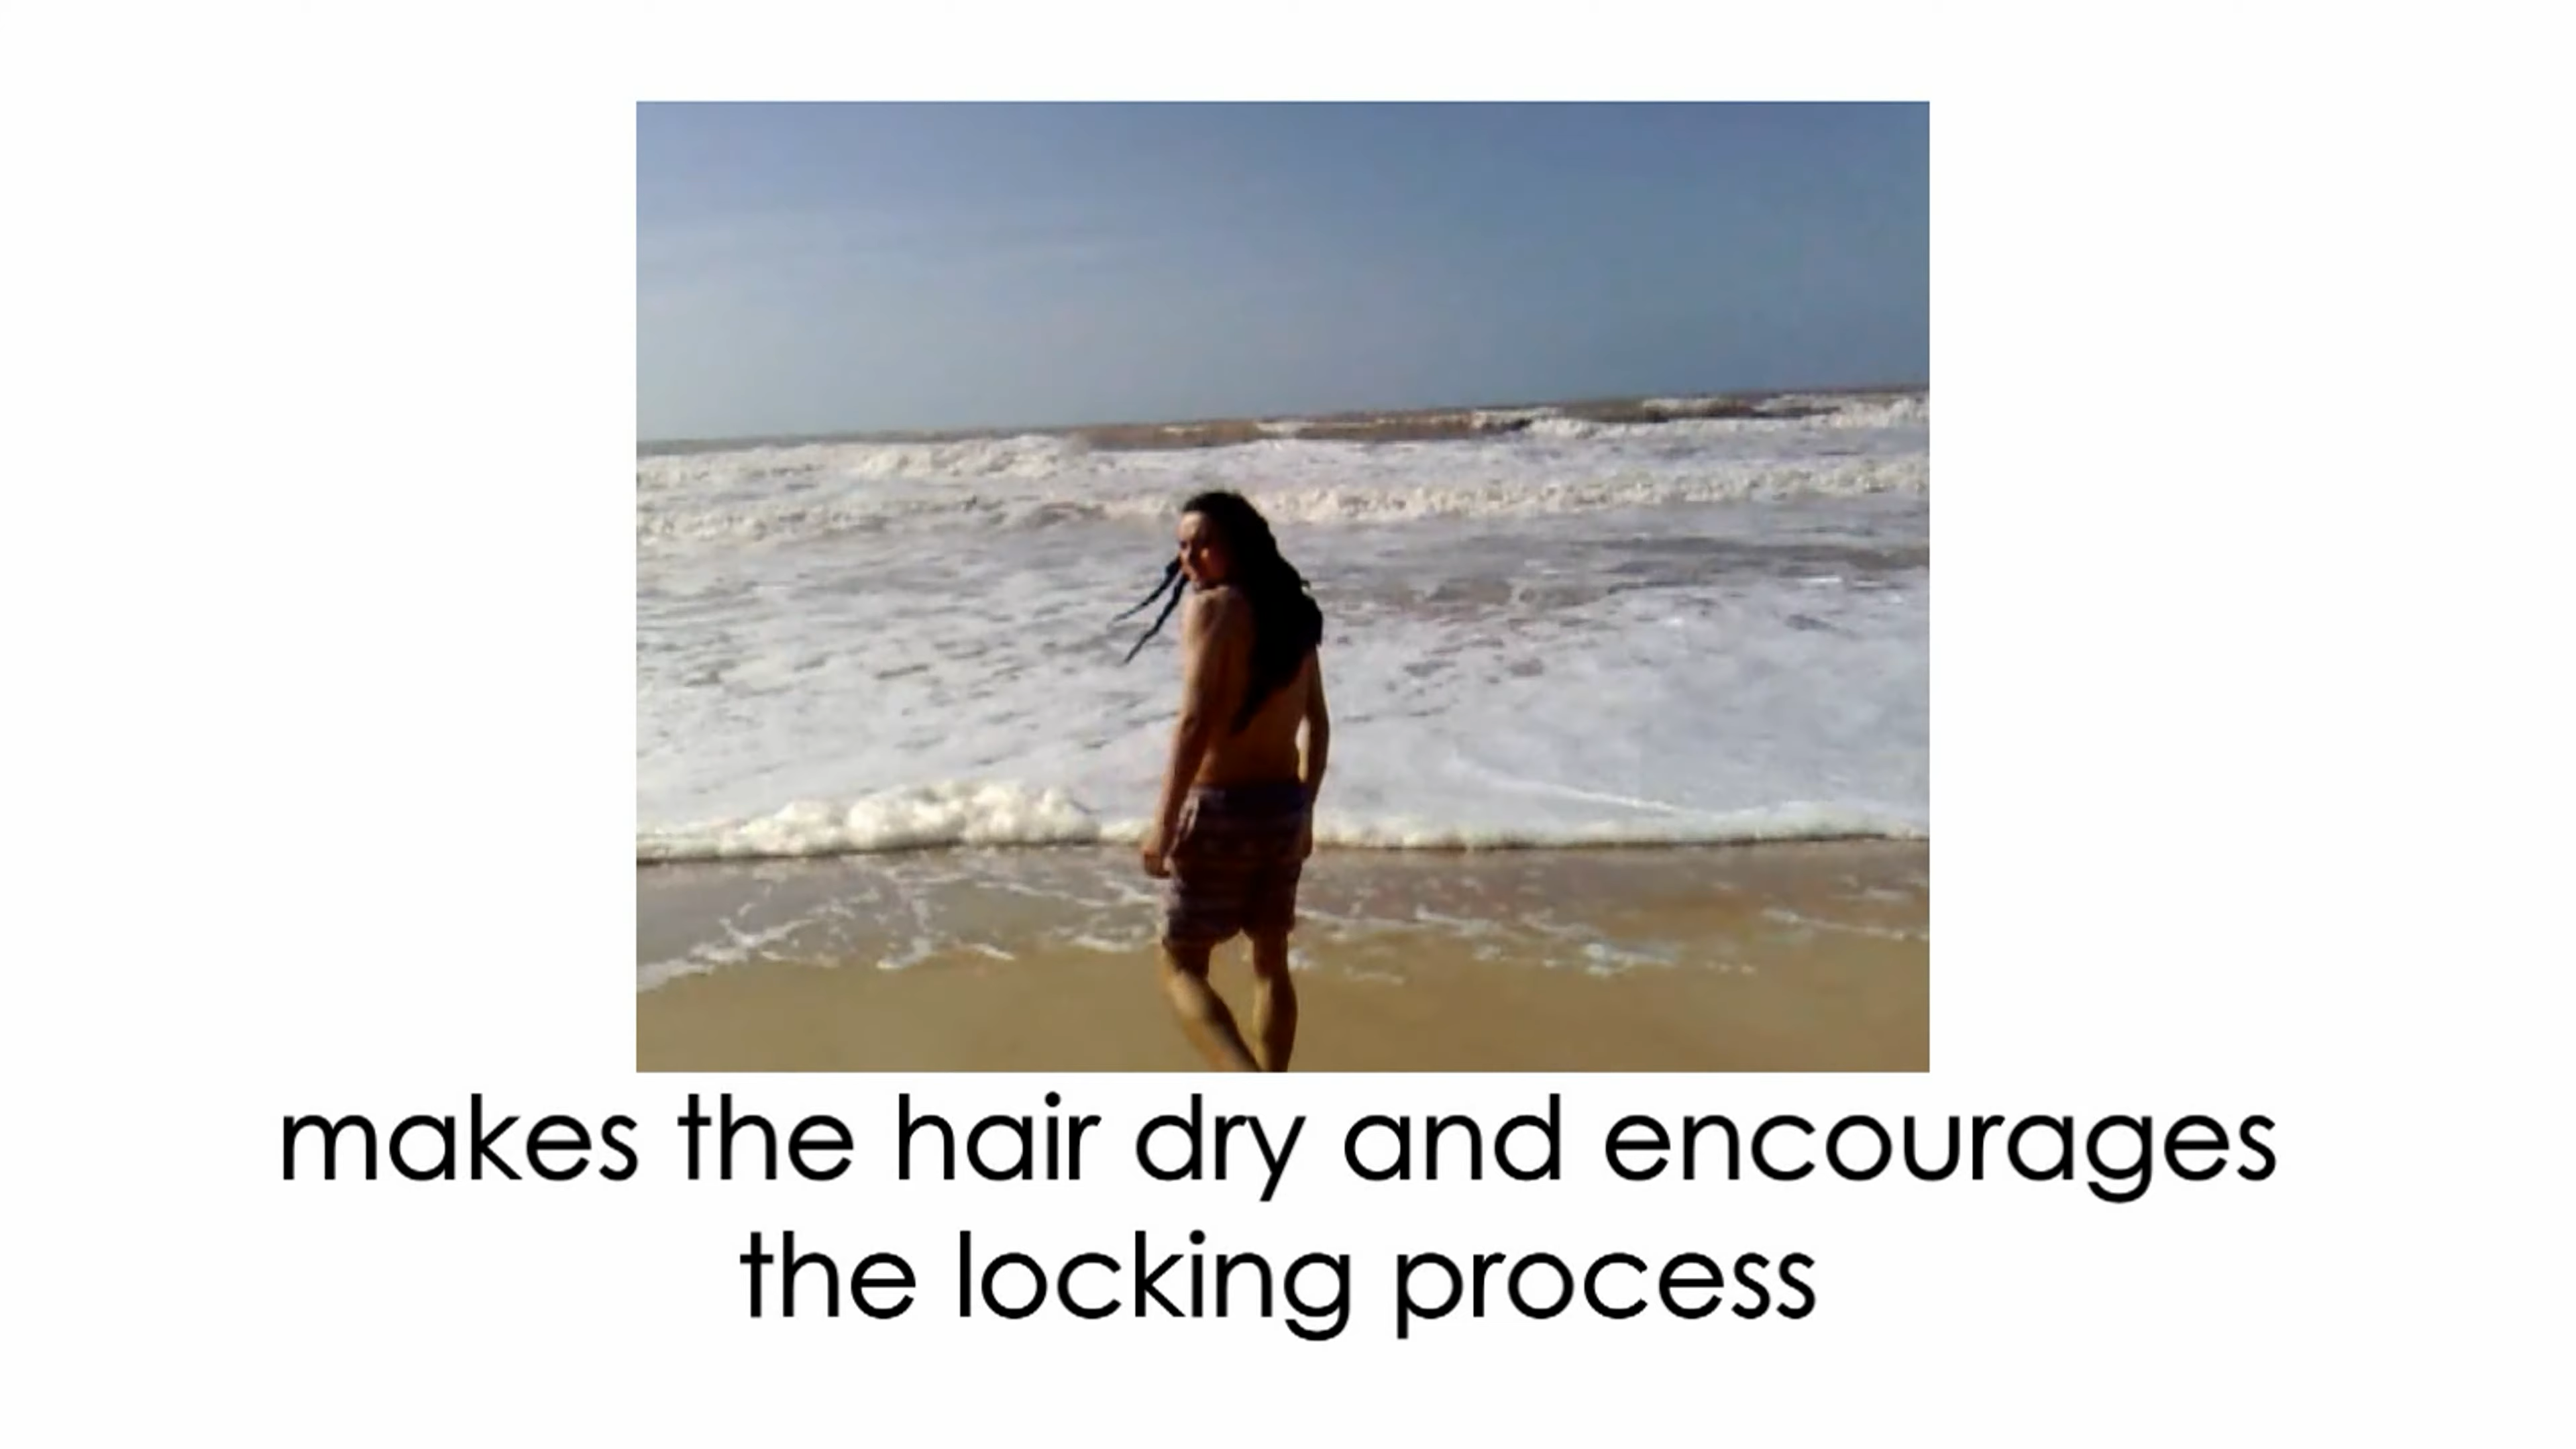 makes the hair dry and encourages
the locking process